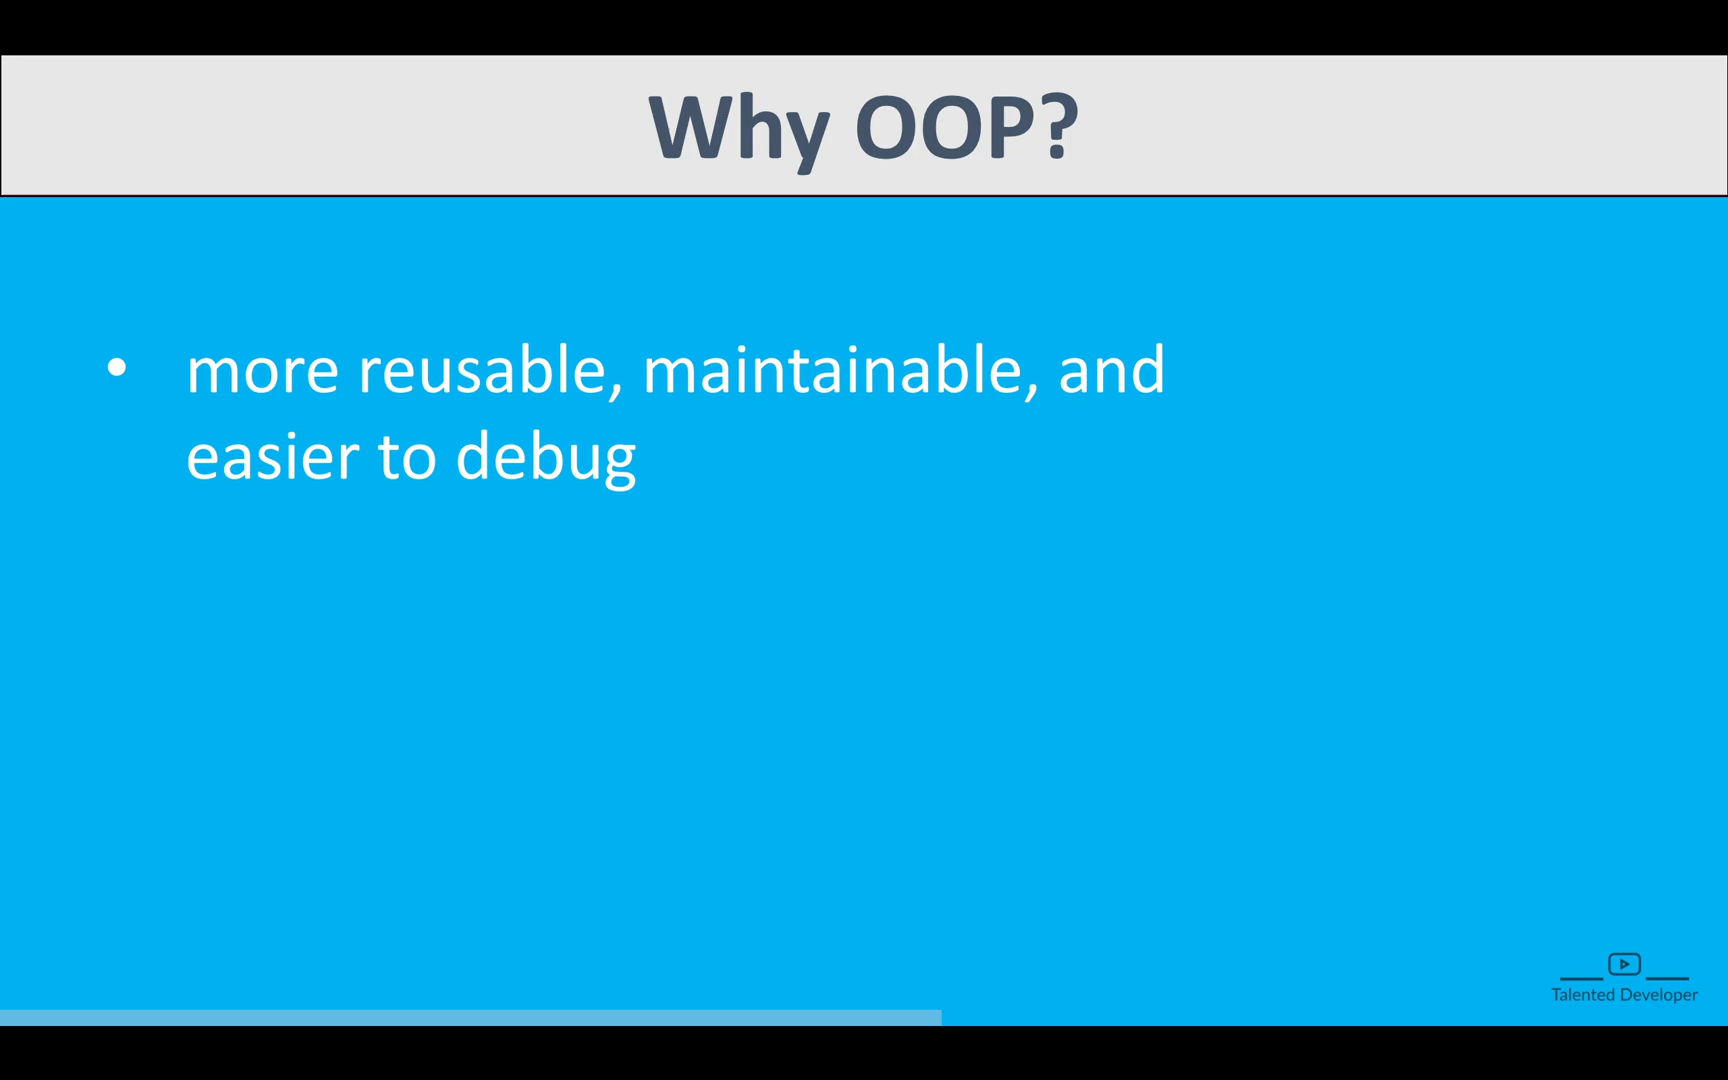 Why OOP?
• more reusable, maintainable, and
easier to debug
Talented Developer